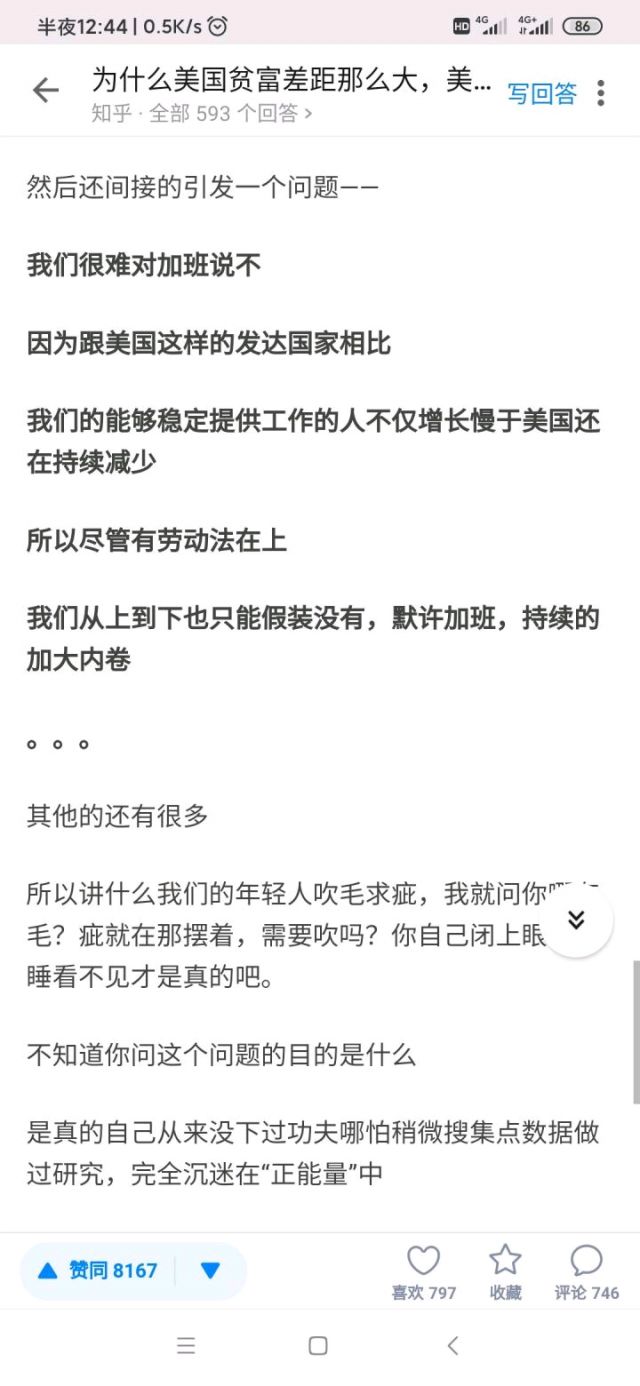 半夜12:44 | 0.5K/s
HD 4G 4G+ 86
为什么美国贫富差距那么大，美...
写回答
知乎 · 全部 593 个回答 >
然后还间接的引发一个问题——
我们很难对加班说不
因为跟美国这样的发达国家相比
我们的能够稳定提供工作的人不仅增长慢于美国还
在持续减少
所以尽管有劳动法在上
我们从上到下也只能假装没有，默许加班，持续的
加大内卷
。。。
其他的还有很多
所以讲什么我们的年轻人吹毛求疵，我就问你
毛？疵就在那摆着，需要吹吗？你自己闭上眼
睡看不见才是真的吧。
不知道你问这个问题的目的是什么
是真的自己从来没下过功夫哪怕稍微搜集点数据做
过研究，完全沉迷在“正能量”中
赞同 8167
喜欢 797
收藏
评论 746